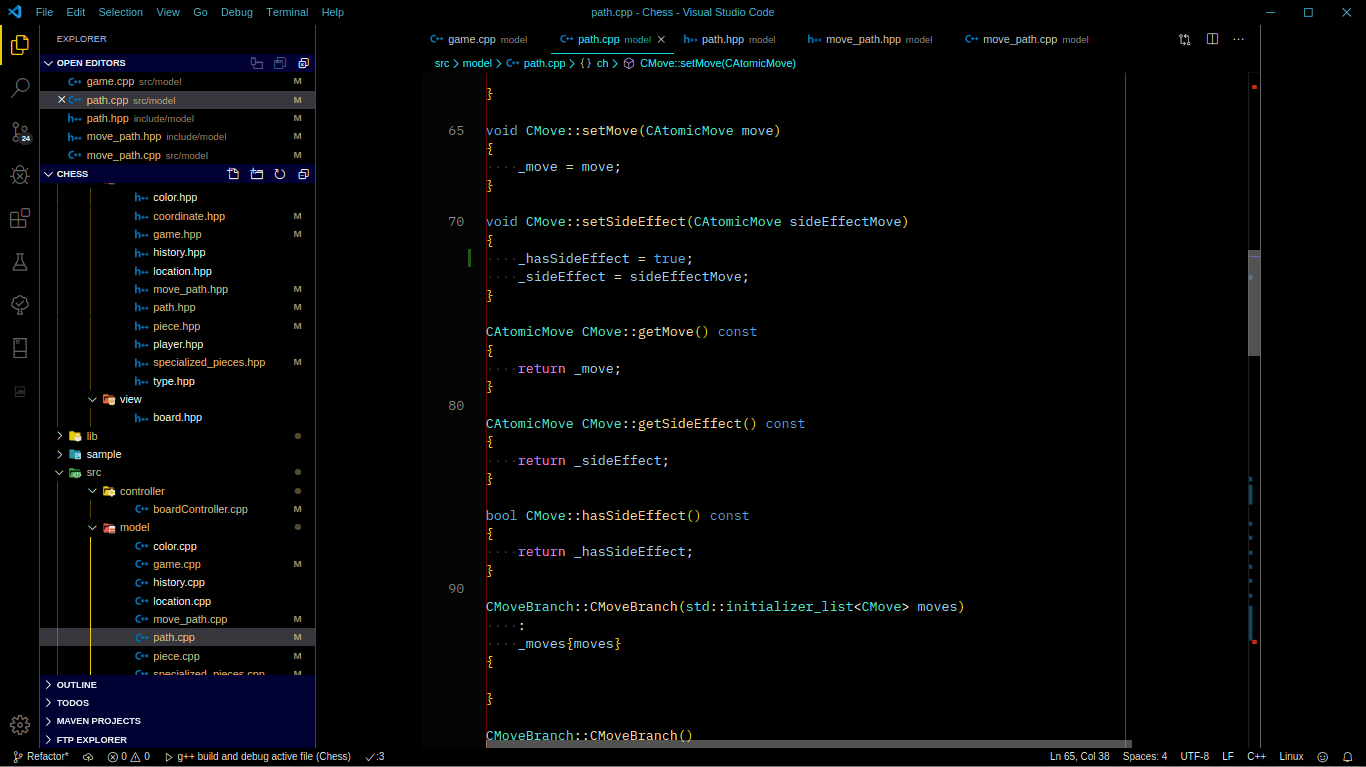 File Edit Selection View Go Debug Terminal Help
path.cpp - Chess - Visual Studio Code
EXPLORER
OPEN EDITORS
game.cpp src/model M
path.cpp src/model M
path.hpp include/model M
move_path.hpp include/model M
move_path.cpp src/model M
CHESS
color.hpp
coordinate.hpp M
game.hpp M
history.hpp
location.hpp
move_path.hpp M
path.hpp M
piece.hpp M
player.hpp
specialized_pieces.hpp M
type.hpp
view
board.hpp
lib
sample
src
controller
boardController.cpp M
model
color.cpp
game.cpp M
history.cpp
location.cpp
move_path.cpp M
path.cpp M
piece.cpp M
specialized_pieces.cpp M
OUTLINE
TODOS
MAVEN PROJECTS
FTP EXPLORER
24
game.cpp model
path.cpp model
path.hpp model
move_path.hpp model
move_path.cpp model
src > model > path.cpp > {} ch > CMove::setMove(CAtomicMove)
}
65 void CMove::setMove(CAtomicMove move)
{
····_move = move;
}
70 void CMove::setSideEffect(CAtomicMove sideEffectMove)
{
····_hasSideEffect = true;
····_sideEffect = sideEffectMove;
}
CAtomicMove CMove::getMove() const
{
····return _move;
}
80
CAtomicMove CMove::getSideEffect() const
{
····return _sideEffect;
}
bool CMove::hasSideEffect() const
{
····return _hasSideEffect;
}
90
CMoveBranch::CMoveBranch(std::initializer_list<CMove> moves)
····:
····_moves{moves}
{
}
CMoveBranch::CMoveBranch()
Refactor* 0 0 g++ build and debug active file (Chess) :3
Ln 65, Col 38 Spaces: 4 UTF-8 LF C++ Linux